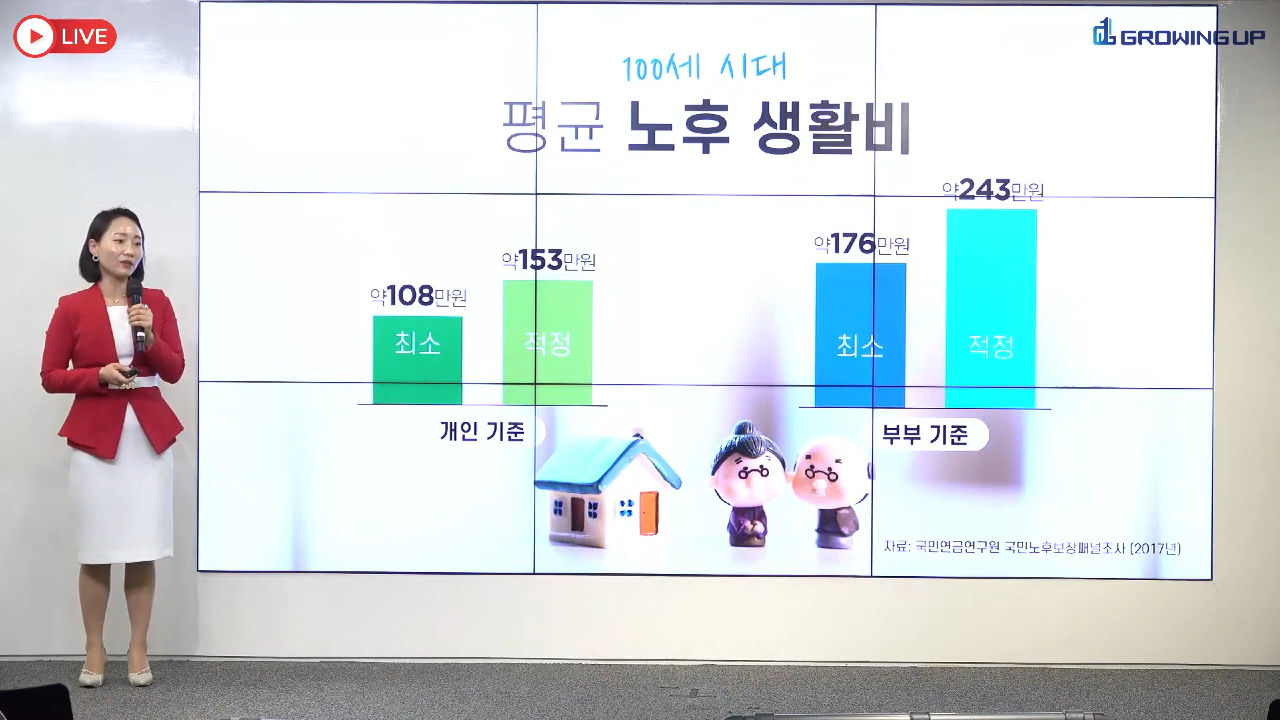 LIVE
GROWING UP
100세 시대
평균 노후 생활비
약108만원
약153만원
약176만원
약243만원
최소
적정
최소
적정
개인 기준
부부 기준
자료: 국민연금연구원 국민노후보장패널조사 (2017년)